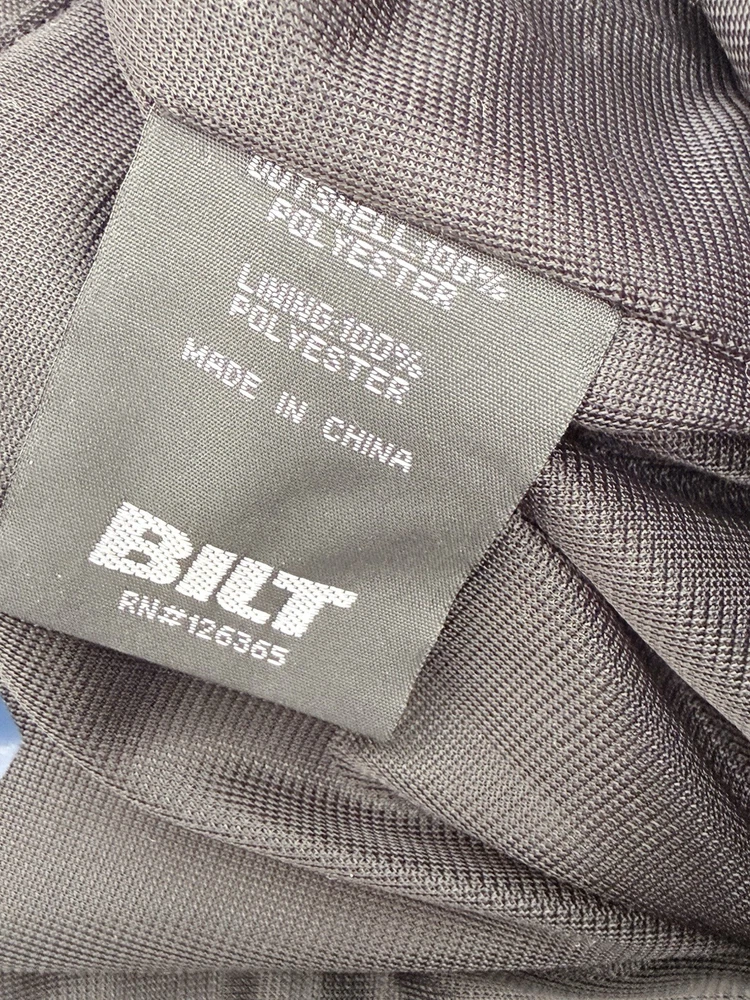 OUTSHELL:100%
POLYESTER
LINING:100%
POLYESTER
MADE IN CHINA
BILT
RN#126365